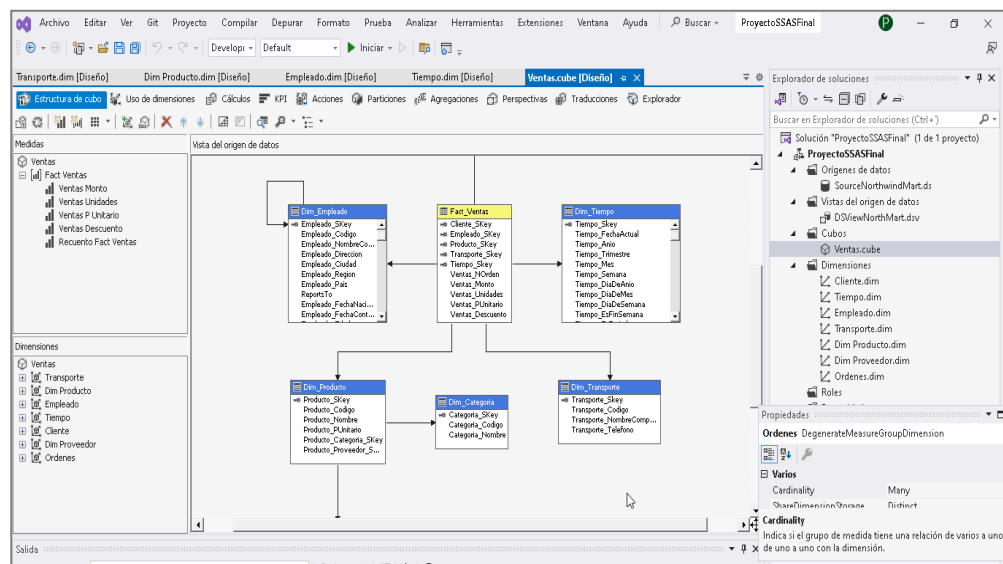 Archivo Editar Ver Git Proyecto Compilar Depurar Formato Prueba Analizar Herramientas Extensiones Ventana Ayuda Buscar ProyectoSSASFinal P
Developi Default Iniciar
Transporte.dim [Diseño] Dim Producto.dim [Diseño] Empleado.dim [Diseño] Tiempo.dim [Diseño] Ventas.cube [Diseño]
Estructura de cubo Uso de dimensiones Cálculos KPI Acciones Particiones Agregaciones Perspectivas Traducciones Explorador
Medidas
Ventas
Fact Ventas
Ventas Monto
Ventas Unidades
Ventas P Unitario
Ventas Descuento
Recuento Fact Ventas
Dimensiones
Ventas
Transporte
Dim Producto
Empleado
Tiempo
Cliente
Dim Proveedor
Ordenes
Vista del origen de datos
Dim_Empleado
Empleado_SKey
Empleado_Codigo
Empleado_NombreCo...
Empleado_Direccion
Empleado_Ciudad
Empleado_Region
Empleado_Pais
ReportsTo
Empleado_FechaNaci...
Empleado_FechaCont...
Fact_Ventas
Cliente_SKey
Empleado_SKey
Producto_SKey
Transporte_Skey
Tiempo_Skey
Ventas_NOrden
Ventas_Monto
Ventas_Unidades
Ventas_PUnitario
Ventas_Descuento
Dim_Tiempo
Tiempo_Skey
Tiempo_FechaActual
Tiempo_Anio
Tiempo_Trimestre
Tiempo_Mes
Tiempo_Semana
Tiempo_DiaDeAnio
Tiempo_DiaDeMes
Tiempo_DiaDeSemana
Tiempo_EsFinSemana
Dim_Producto
Producto_SKey
Producto_Codigo
Producto_Nombre
Producto_PUnitario
Producto_Categoria_SKey
Producto_Proveedor_S...
Dim_Categoria
Categoria_SKey
Categoria_Codigo
Categoria_Nombre
Dim_Transporte
Transporte_Skey
Transporte_Codigo
Transporte_NombreComp...
Transporte_Telefono
Explorador de soluciones
Buscar en Explorador de soluciones (Ctrl+´)
Solución "ProyectoSSASFinal" (1 de 1 proyecto)
ProyectoSSASFinal
Orígenes de datos
SourceNorthwindMart.ds
Vistas del origen de datos
DSViewNorthMart.dsv
Cubos
Ventas.cube
Dimensiones
Cliente.dim
Tiempo.dim
Empleado.dim
Transporte.dim
Dim Producto.dim
Dim Proveedor.dim
Ordenes.dim
Roles
Propiedades
Ordenes DegenerateMeasureGroupDimension
Varios
Cardinality Many
ShareDimensionStorage Distinct
Cardinality
Indica si el grupo de medida tiene una relación de varios a uno
de uno a uno con la dimensión.
Salida